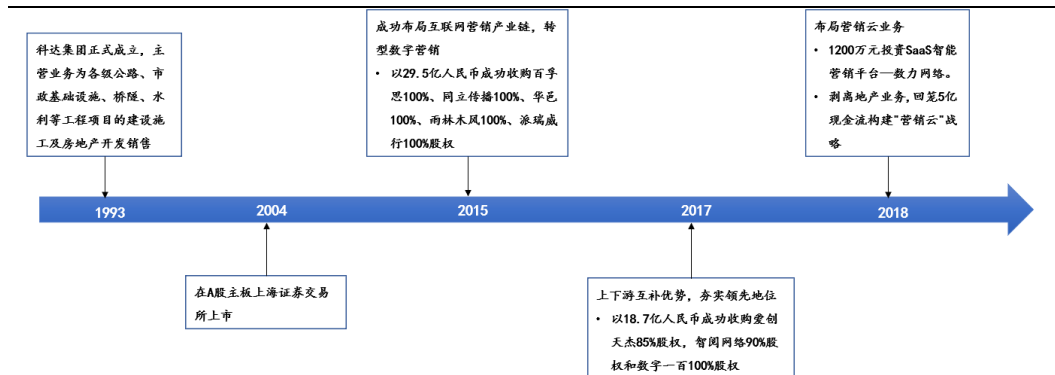 科达集团正式成立，主
营业务为各级公路、市
政基础设施、桥隧、水
利等工程项目的建设施
工及房地产开发销售
成功布局互联网营销产业链，转
型数字营销
• 以29.5亿人民币成功收购百孚
思100%、同立传播100%、华邑
100%、雨林木风100%、派瑞威
行100%股权
布局营销云业务
• 1200万元投资SaaS智能
营销平台—数力网络。
• 剥离地产业务,回笼5亿
现金流构建"营销云"战
略
1993
2004
2015
2017
2018
在A股主板上海证券交易
所上市
上下游互补优势，夯实领先地位
• 以18.7亿人民币成功收购爱创
天杰85%股权，智阅网络90%股
权和数字一百100%股权